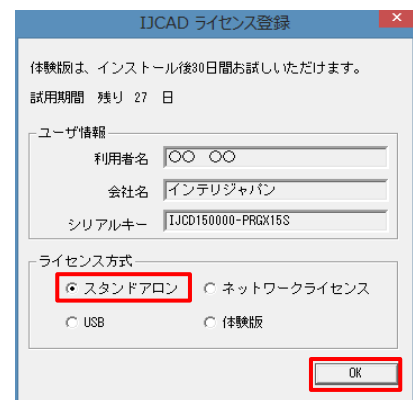 IJCAD ライセンス登録
体験版は、インストール後30日間お試しいただけます。
試用期間 残り 27 日
ユーザ情報
利用者名 〇〇 〇〇
会社名 インテリジャパン
シリアルキー IJCD150000-PRGX15S
ライセンス方式
スタンドアロン ネットワークライセンス
USB 体験版
OK